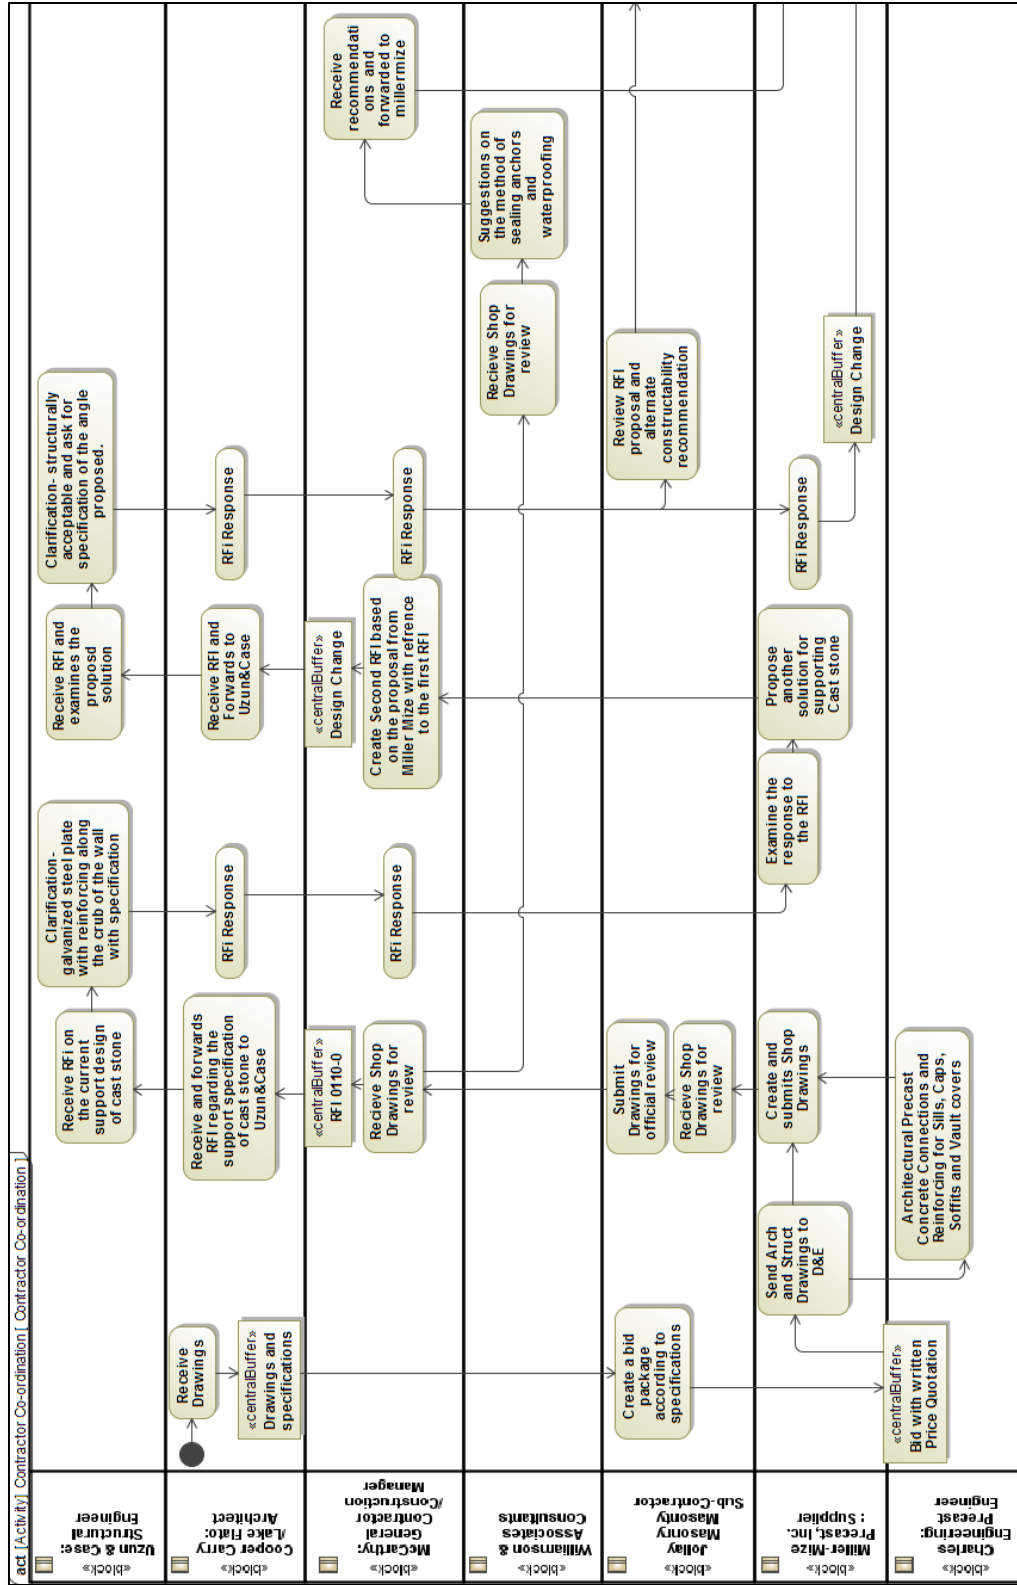 act [Activity] Contractor Co-ordination [ Contractor Co-ordination ]
«block»
Uzun & Case:
Structural
Engineer
Receive RFi on
the current
support design
of cast stone
Clarification-
galvanized steel plate
with reinforcing along
the crub of the wall
with specification
Receive RFI and
examines the
proposd
solution
Clarification- structurally
acceptable and ask for
specification of the angle
proposed.
«block»
Cooper Carry
/Lake Flato:
Architect
Receive
Drawings
«centralBuffer»
Drawings and
specifications
Receive and forwards
RFI regarding the
support specification
of cast stone to
Uzun&Case
RFi Response
Receive RFI and
Forwards to
Uzun&Case
RFi Response
«block»
McCarthy:
General
Contractor
/Construction
Manager
«centralBuffer»
RFI 0110-0
Recieve Shop
Drawings for
review
RFi Response
«centralBuffer»
Design Change
Create Second RFI based
on the proposal from
Miller Mize with refrence
to the first RFI
RFi Response
Receive
recommendati
ons and
forwarded to
millermize
«block»
Williamson &
Associates
Consultants
Recieve Shop
Drawings for
review
Suggestions on
the method of
sealing anchors
and
waterproofing
«block»
Jollay
Masonry
Masonty
Sub-Contractor
Create a bid
package
according to
specifications
Submit
Drawings for
official review
Recieve Shop
Drawings for
review
Review RFI
proposal and
alternate
constructability
recommendation
«block»
Miller-Mize
Precast, Inc.
: Supplier
Send Arch
and Struct
Drawings to
D&E
Create and
submits Shop
Drawings
Examine the
response to
the RFI
Propose
another
solution for
supporting
Cast stone
RFi Response
«centralBuffer»
Design Change
«block»
Charles
Engineering:
Precast
Engineer
«centralBuffer»
Bid with written
Price Quotation
Architectural Precast
Concrete Connections and
Reinforcing for Sills, Caps,
Soffits and Vault covers